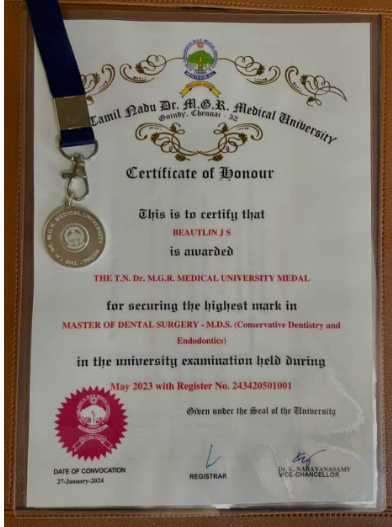 Tamil Nadu Dr. M.G.R. Medical University
Guindy, Chennai - 32
Certificate of Honour
This is to certify that
BEAUTLIN J S
is awarded
THE T.N. Dr. M.G.R. MEDICAL UNIVERSITY MEDAL
for securing the highest mark in
MASTER OF DENTAL SURGERY - M.D.S. (Conservative Dentistry and
Endodontics)
in the university examination held during
May 2023 with Register No. 243420501001
Given under the Seal of the University
DATE OF CONVOCATION
27-January-2024
REGISTRAR
Dr. K. NARAYANASAMY
VICE-CHANCELLOR